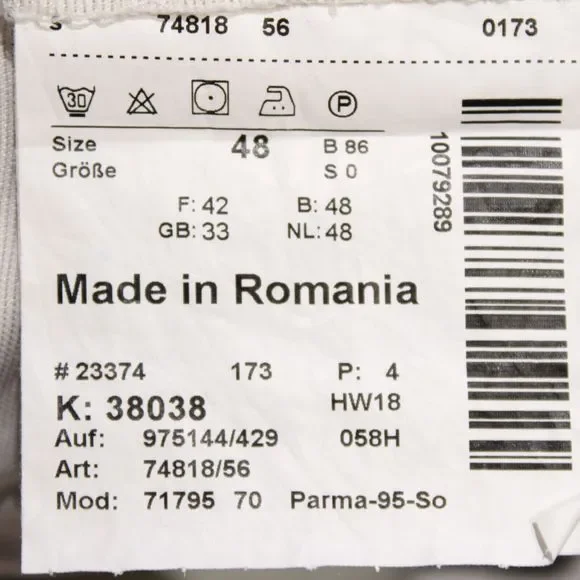 S 74818 56 0173
30 P
Size 48 B 86
Größe S 0
F: 42 B: 48
GB: 33 NL: 48
Made in Romania
# 23374 173 P: 4
K: 38038 HW18
Auf: 975144/429 058H
Art: 74818/56
Mod: 71795 70 Parma-95-So
10079289